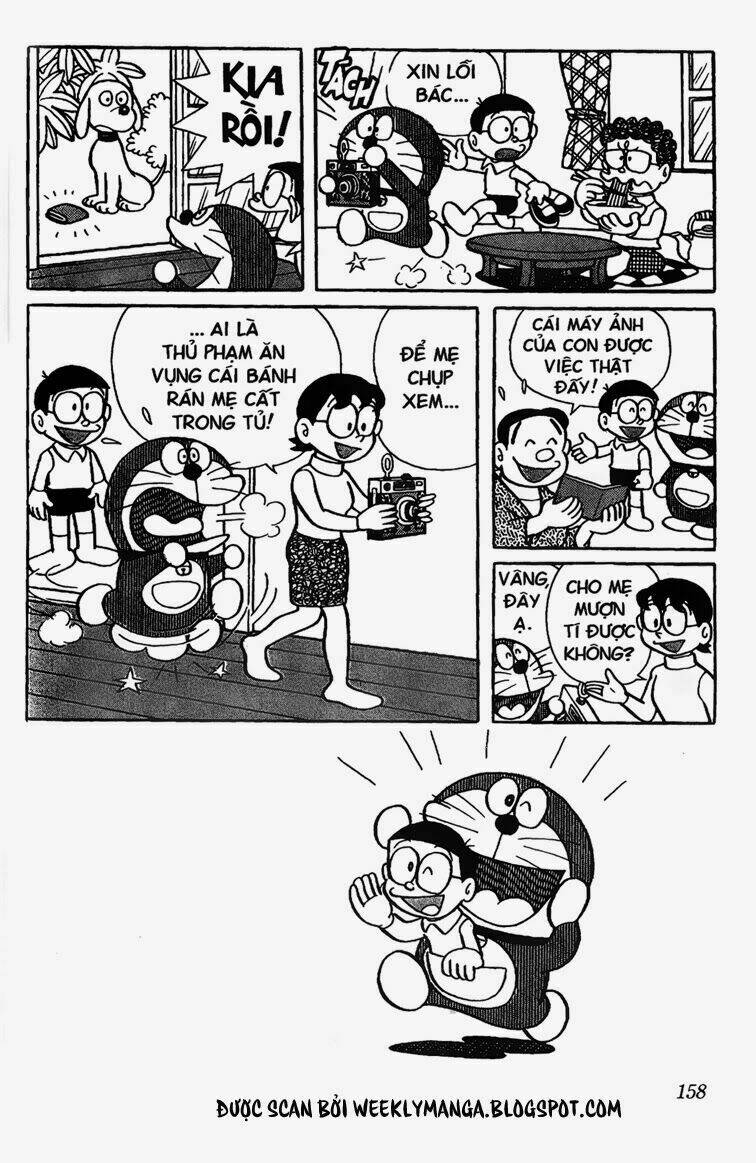 TÁCH
XIN LỖI
BÁC...
KIA
RỒI!
CÁI MÁY ẢNH
CỦA CON ĐƯỢC
VIỆC THẬT
ĐẤY!
CHO MẸ
MƯỢN
TÍ ĐƯỢC
KHÔNG?
VÂNG,
ĐÂY
Ạ.
ĐỂ MẸ
CHỤP
XEM...
... AI LÀ
THỦ PHẠM ĂN
VỤNG CÁI BÁNH
RÁN MẸ CẤT
TRONG TỦ!
158
ĐƯỢC SCAN BỞI WEEKLYMANGA.BLOGSPOT.COM